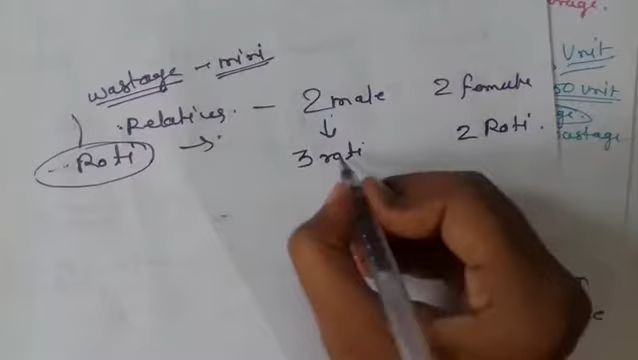 wastage - mini
Relatives. - 2 male 2 female
Roti → 3 roti 2 Roti.
Unit
50 unit
wastage